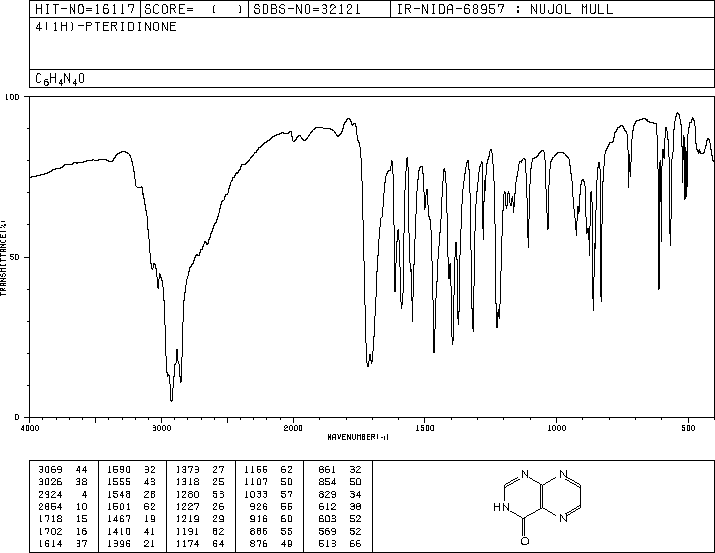 HIT-NO=16117 SCORE= ( ) SDBS-NO=32121 IR-NIDA-68957 : NUJOL MULL
4(1H)-PTERIDINONE
C6H4N4O
100
50
0
TRANSMITTANCE(%)
4000 3000 2000 1500 1000 500
WAVENUMBER(-1)
3069 44 1590 32 1373 27 1166 62 861 32
3026 38 1555 43 1318 25 1107 50 854 50
2924 4 1548 28 1280 53 1033 57 829 34
2854 10 1501 62 1227 26 926 55 612 38
1718 15 1467 19 1219 29 916 60 603 52
1702 16 1410 41 1191 62 886 55 569 52
1614 37 1396 21 1174 64 876 49 513 66
N
N
HN
N
O